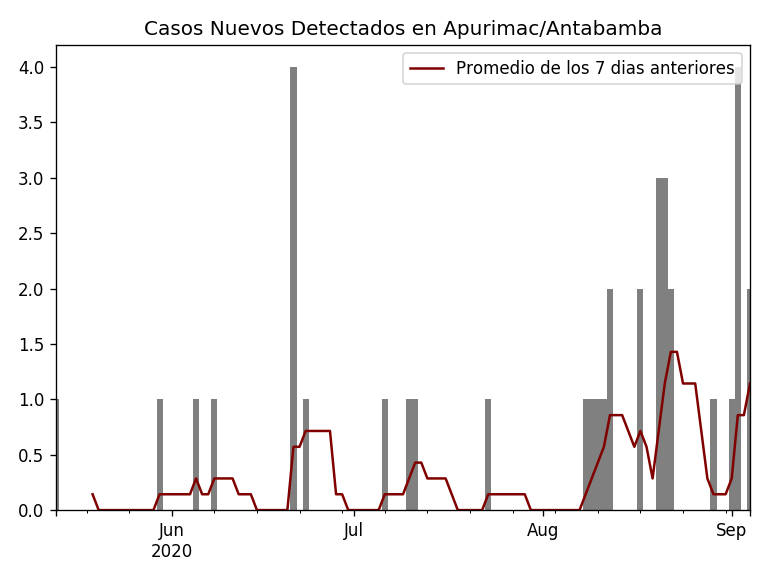 Casos Nuevos Detectados en Apurimac/Antabamba
Promedio de los 7 dias anteriores
4.0
3.5
3.0
2.5
2.0
1.5
1.0
0.5
0.0
Jun
2020
Jul
Aug
Sep